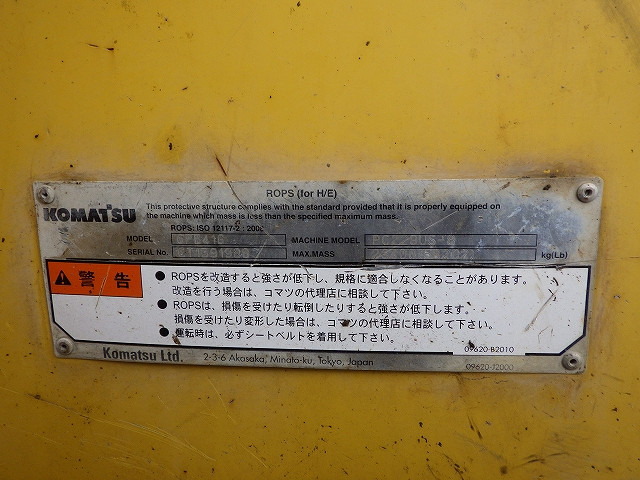 ROPS (for H/E)
KOMATSU
This protective structure complies with the standard provided that it is properly equipped on
the machine which mass is less than the specified maximum mass.
ROPS: ISO 12117-2 : 2008
MODEL
MACHINE MODEL
SERIAL No.
MAX.MASS
kg(Lb)
警告
● ROPSを改造すると強さが低下し、規格に適合しなくなることがあります。
改造を行う場合は、コマツの代理店に相談して下さい。
● ROPSは、損傷を受けたり転倒したりすると強さが低下します。
損傷を受けたり変形した場合は、コマツの代理店に相談して下さい。
● 運転時は、必ずシートベルトを着用して下さい。
09620-B2010
Komatsu Ltd. 2-3-6 Akasaka, Minato-ku, Tokyo, Japan
09620-J2000